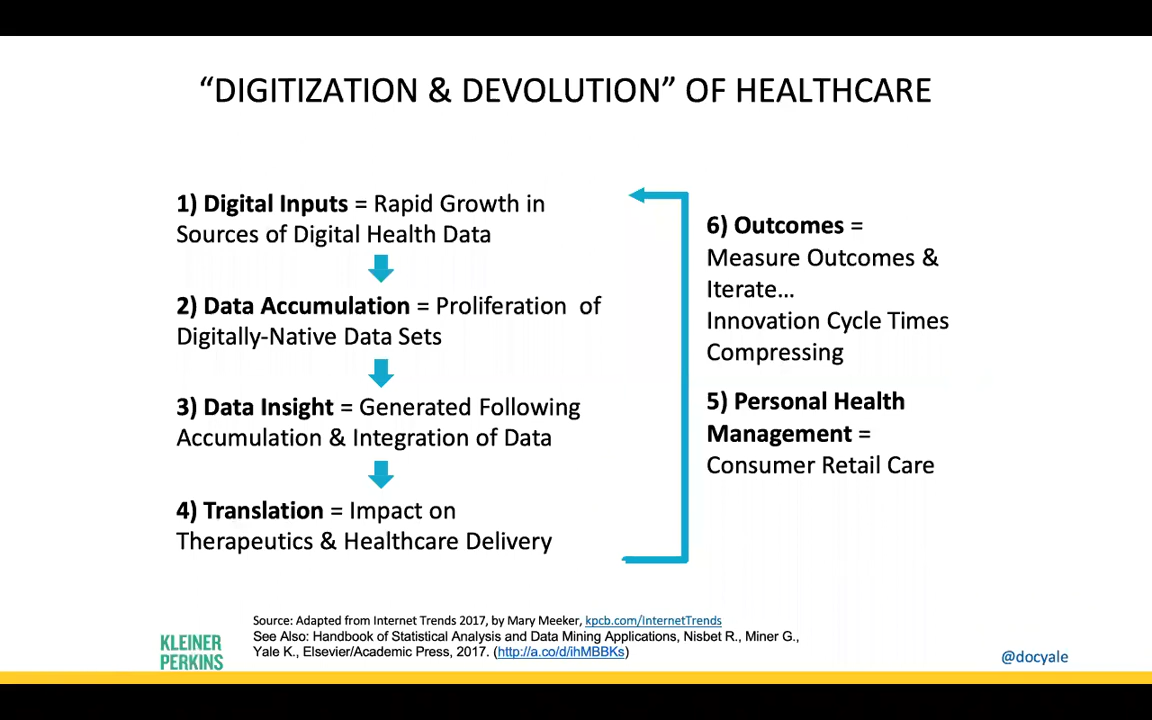 “DIGITIZATION & DEVOLUTION” OF HEALTHCARE
1) Digital Inputs = Rapid Growth in
Sources of Digital Health Data
2) Data Accumulation = Proliferation of
Digitally-Native Data Sets
3) Data Insight = Generated Following
Accumulation & Integration of Data
4) Translation = Impact on
Therapeutics & Healthcare Delivery
6) Outcomes =
Measure Outcomes &
Iterate…
Innovation Cycle Times
Compressing
5) Personal Health
Management =
Consumer Retail Care
Source: Adapted from Internet Trends 2017, by Mary Meeker, kpcb.com/InternetTrends
See Also: Handbook of Statistical Analysis and Data Mining Applications, Nisbet R., Miner G.,
Yale K., Elsevier/Academic Press, 2017. (http://a.co/d/ihMBBKs)
KLEINER
PERKINS
@docyale